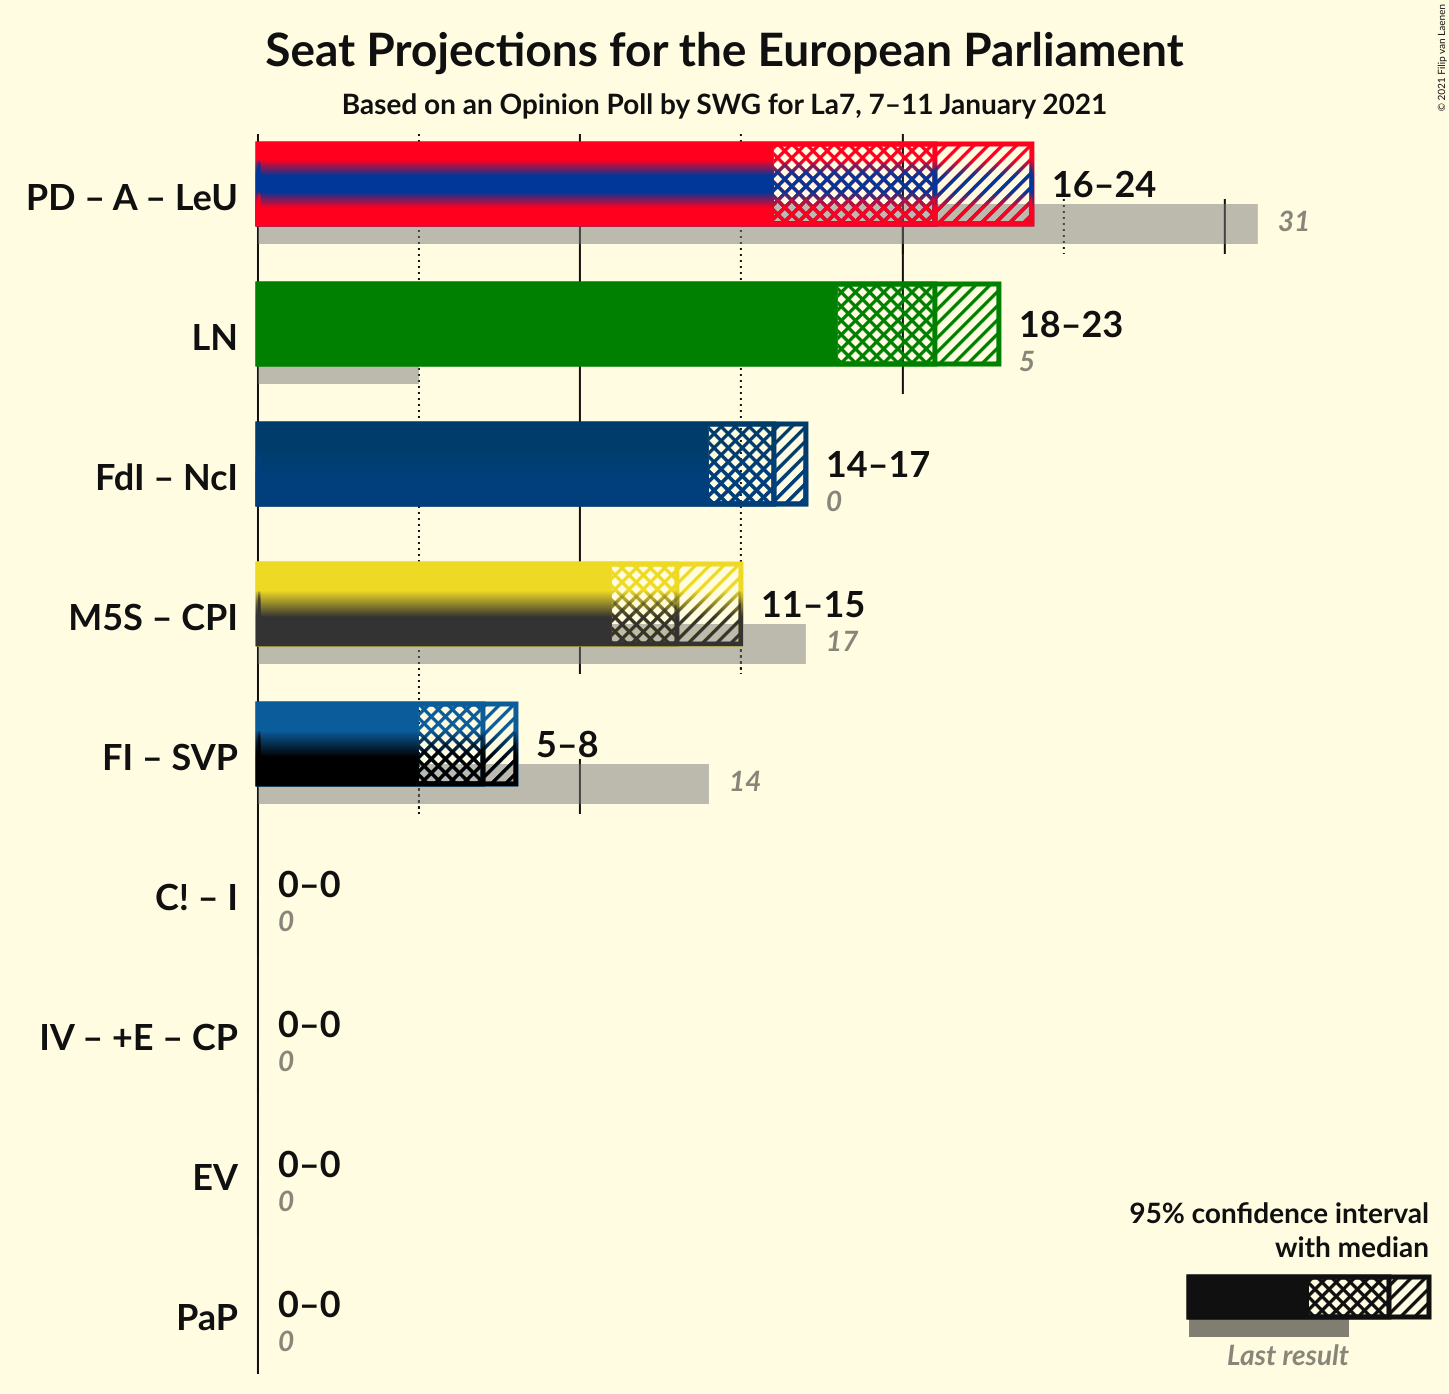 Seat Projections for the European Parliament
Based on an Opinion Poll by SWG for La7, 7–11 January 2021
© 2021 Filip van Laenen
PD – A – LeU
16–24
31
LN
18–23
5
FdI – NcI
14–17
0
M5S – CPI
11–15
17
FI – SVP
5–8
14
C! – I
0–0
0
IV – +E – CP
0–0
0
EV
0–0
0
PaP
0–0
0
95% confidence interval
with median
Last result